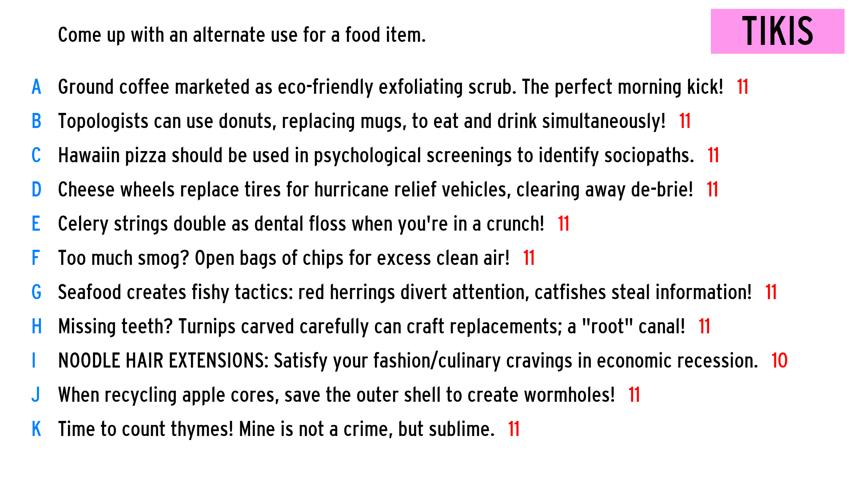 Come up with an alternate use for a food item.
TIKIS
A Ground coffee marketed as eco-friendly exfoliating scrub. The perfect morning kick! 11
B Topologists can use donuts, replacing mugs, to eat and drink simultaneously! 11
C Hawaiin pizza should be used in psychological screenings to identify sociopaths. 11
D Cheese wheels replace tires for hurricane relief vehicles, clearing away de-brie! 11
E Celery strings double as dental floss when you're in a crunch! 11
F Too much smog? Open bags of chips for excess clean air! 11
G Seafood creates fishy tactics: red herrings divert attention, catfishes steal information! 11
H Missing teeth? Turnips carved carefully can craft replacements; a "root" canal! 11
I NOODLE HAIR EXTENSIONS: Satisfy your fashion/culinary cravings in economic recession. 10
J When recycling apple cores, save the outer shell to create wormholes! 11
K Time to count thymes! Mine is not a crime, but sublime. 11